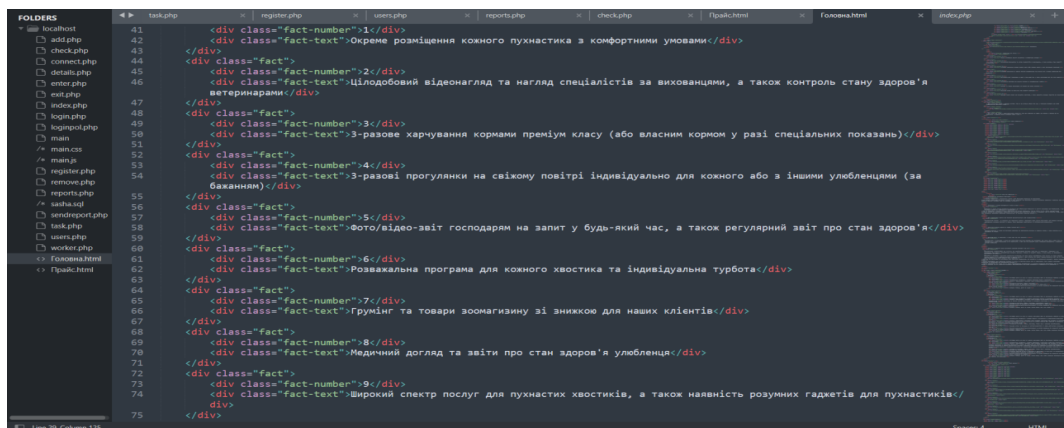 FOLDERS
localhost
add.php
check.php
connect.php
details.php
enter.php
exit.php
index.php
login.php
loginpol.php
main
main.css
main.js
register.php
remove.php
reports.php
sasha.sql
sendreport.php
task.php
users.php
worker.php
Головна.html
Прайс.html
task.php × register.php × users.php × reports.php × check.php × Прайс.html × Головна.html × index.php ×
41 <div class="fact-number">1</div>
42 <div class="fact-text">Окреме розміщення кожного пухнастика з комфортними умовами</div>
43 </div>
44 <div class="fact">
45 <div class="fact-number">2</div>
46 <div class="fact-text">Цілодобовий відеонагляд та нагляд спеціалістів за вихованцями, а також контроль стану здоров'я
ветеринарами</div>
47 </div>
48 <div class="fact">
49 <div class="fact-number">3</div>
50 <div class="fact-text">3-разове харчування кормами преміум класу (або власним кормом у разі спеціальних показань)</div>
51 </div>
52 <div class="fact">
53 <div class="fact-number">4</div>
54 <div class="fact-text">3-разові прогулянки на свіжому повітрі індивідуально для кожного або з іншими улюбленцями (за
бажанням)</div>
55 </div>
56 <div class="fact">
57 <div class="fact-number">5</div>
58 <div class="fact-text">Фото/відео-звіт господарям на запит у будь-який час, а також регулярний звіт про стан здоров'я</div>
59 </div>
60 <div class="fact">
61 <div class="fact-number">6</div>
62 <div class="fact-text">Розважальна програма для кожного хвостика та індивідуальна турбота</div>
63 </div>
64 <div class="fact">
65 <div class="fact-number">7</div>
66 <div class="fact-text">Грумінг та товари зоомагизину зі знижкою для наших клієнтів</div>
67 </div>
68 <div class="fact">
69 <div class="fact-number">8</div>
70 <div class="fact-text">Медичний догляд та звіти про стан здоров'я улюбленця</div>
71 </div>
72 <div class="fact">
73 <div class="fact-number">9</div>
74 <div class="fact-text">Широкий спектр послуг для пухнастих хвостиків, а також наявність розумних гаджетів для пухнастиків</
div>
75 </div>
Line 39, Column 135
Spaces: 4 HTML